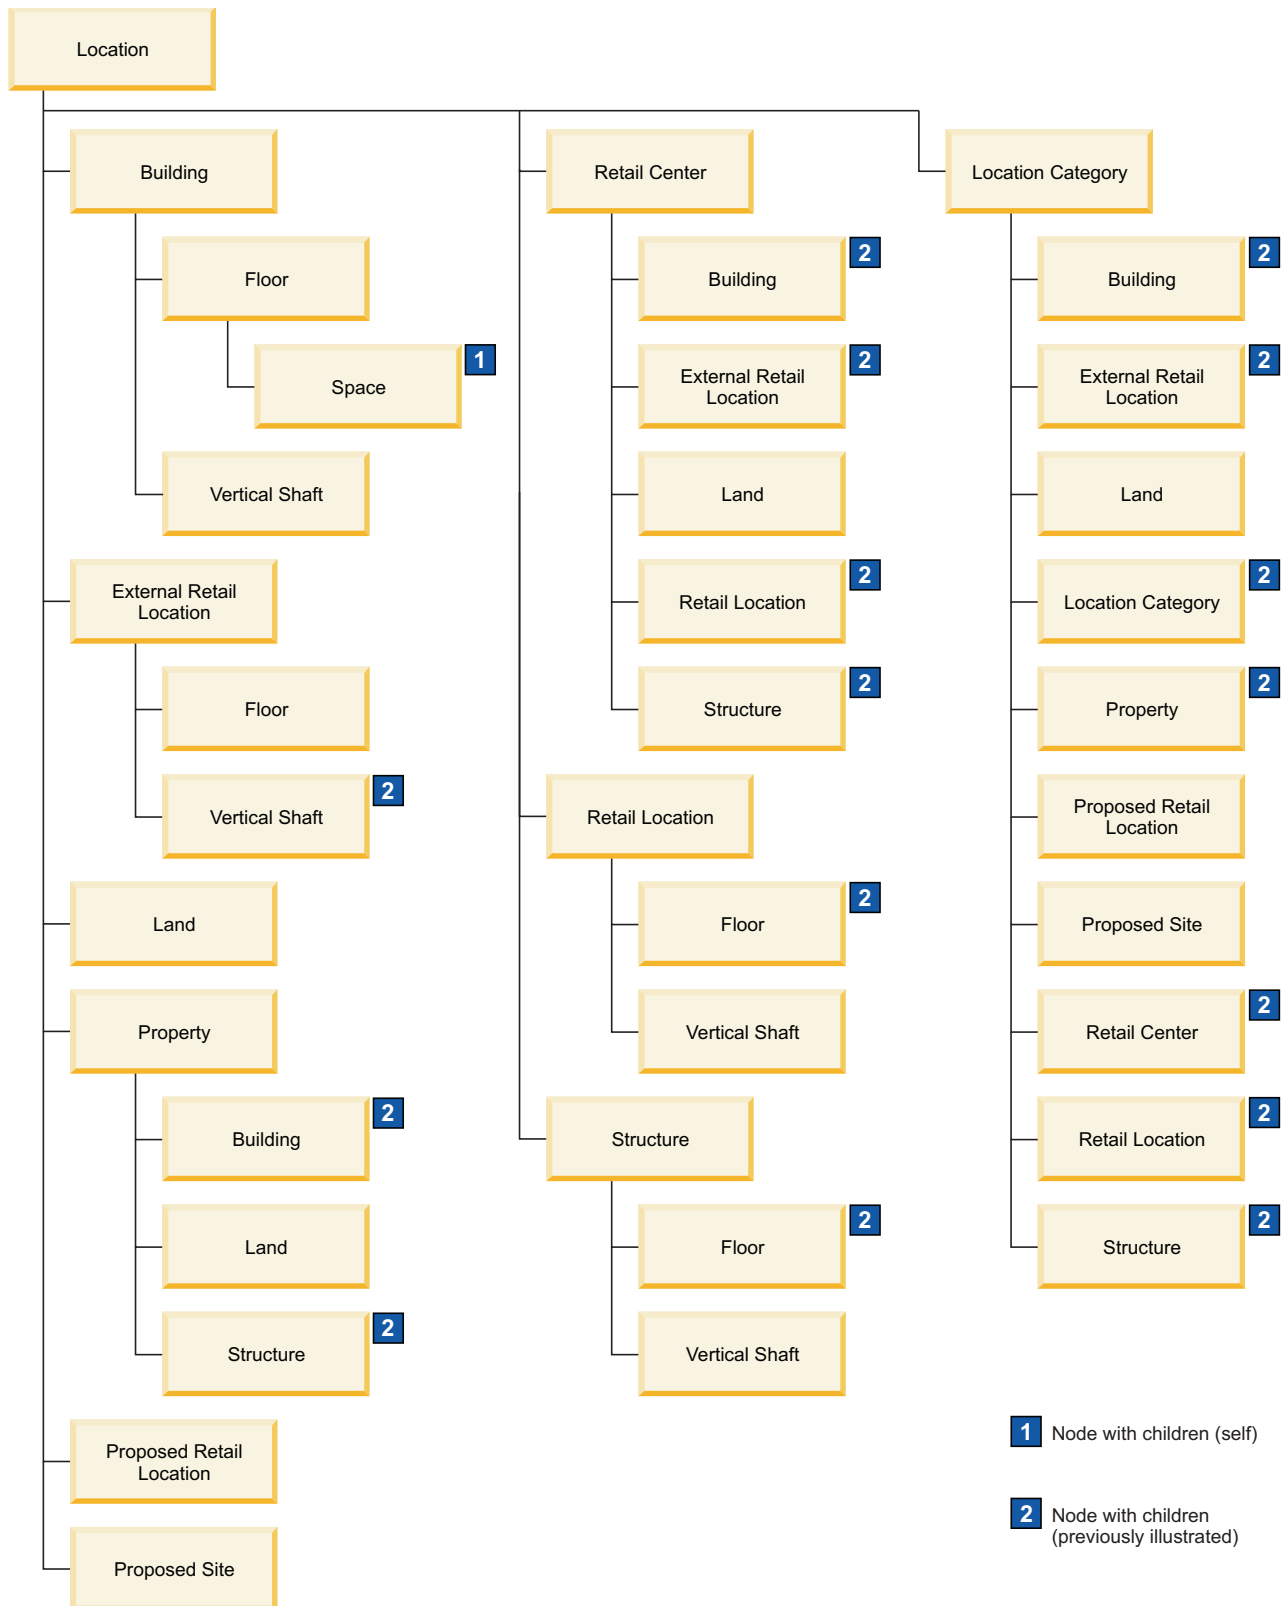 Location
Building
Floor
Space
1
Vertical Shaft
External Retail
Location
Floor
Vertical Shaft
2
Land
Property
Building
2
Land
Structure
2
Proposed Retail
Location
Proposed Site
Retail Center
Building
2
External Retail
Location
2
Land
Retail Location
2
Structure
2
Retail Location
Floor
2
Vertical Shaft
Structure
Floor
2
Vertical Shaft
Location Category
Building
2
External Retail
Location
2
Land
Location Category
2
Property
2
Proposed Retail
Location
Proposed Site
Retail Center
2
Retail Location
2
Structure
2
1 Node with children (self)
2 Node with children
(previously illustrated)